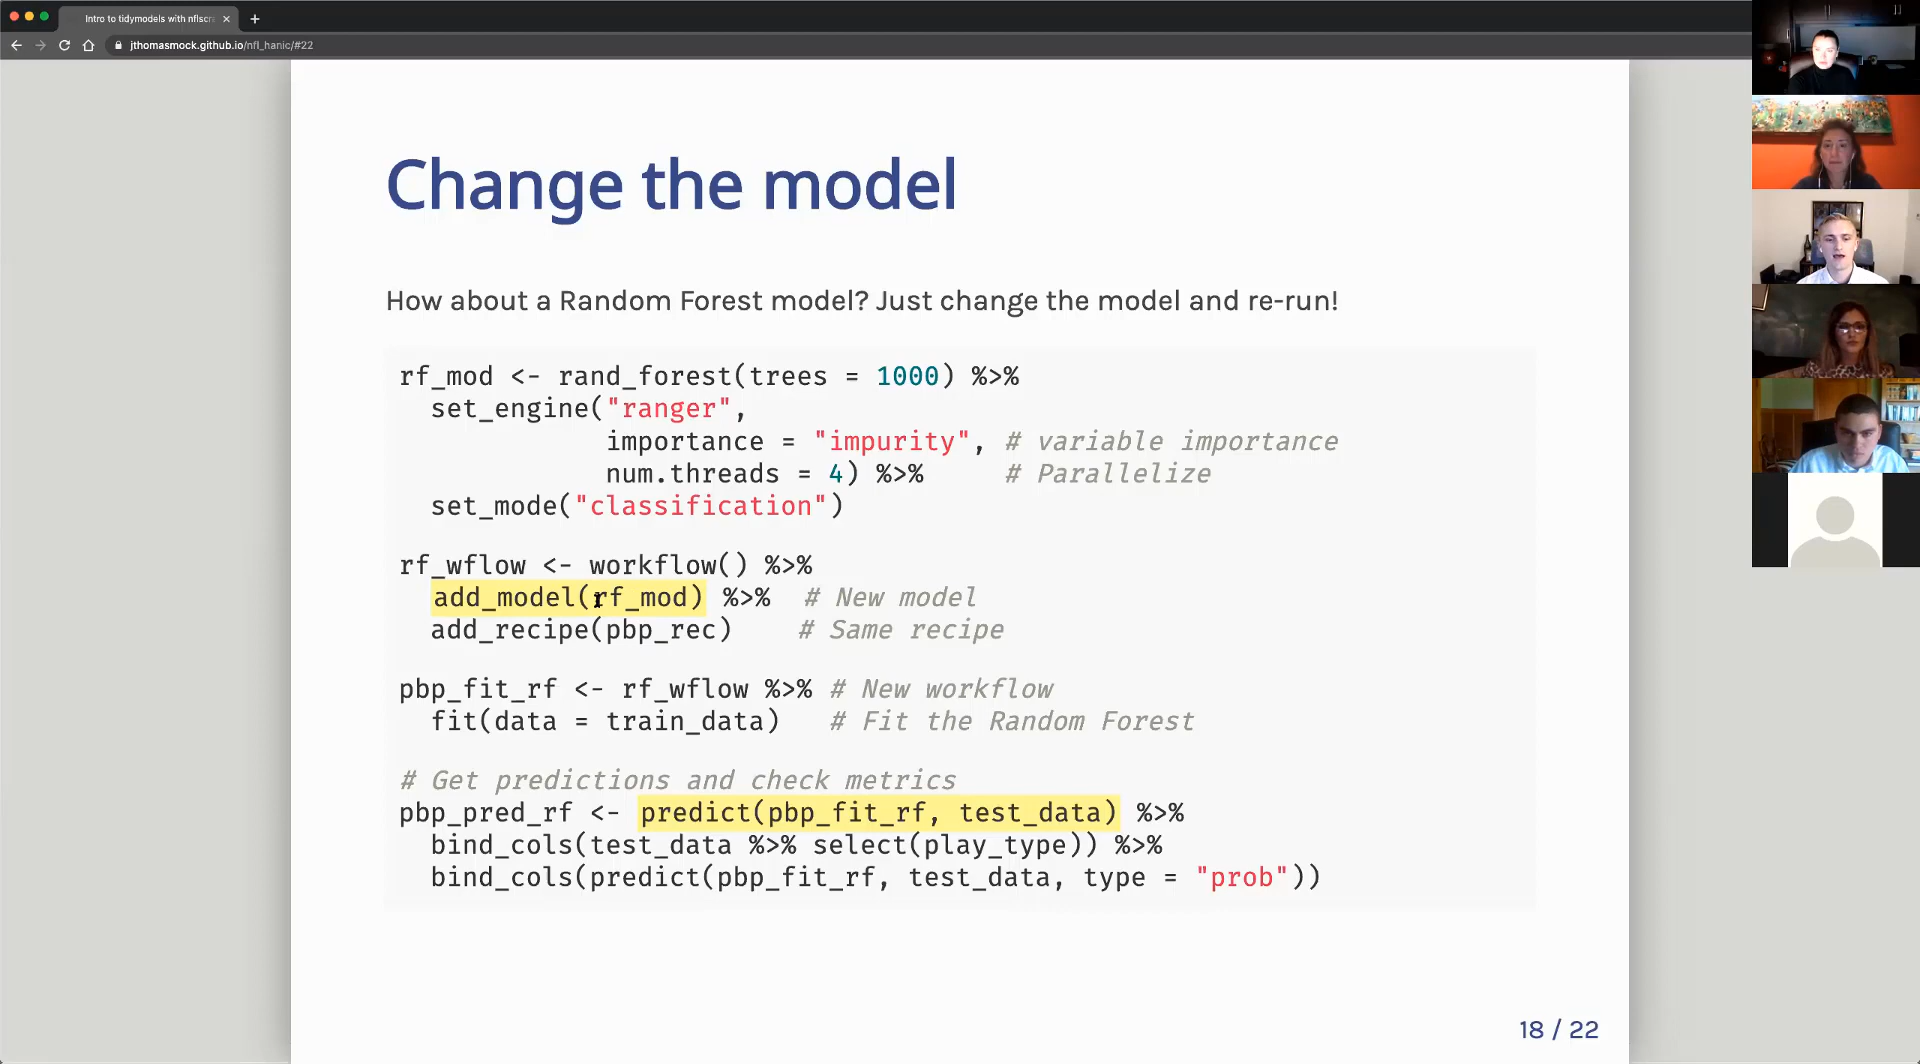 Intro to tidymodels with nflscr
jthomasmock.github.io/nfl_hanic/#22
Change the model
How about a Random Forest model? Just change the model and re-run!
rf_mod <- rand_forest(trees = 1000) %>%
set_engine("ranger",
importance = "impurity", # variable importance
num.threads = 4) %>% # Parallelize
set_mode("classification")
rf_wflow <- workflow() %>%
add_model(rf_mod) %>% # New model
add_recipe(pbp_rec) # Same recipe
pbp_fit_rf <- rf_wflow %>% # New workflow
fit(data = train_data) # Fit the Random Forest
# Get predictions and check metrics
pbp_pred_rf <- predict(pbp_fit_rf, test_data) %>%
bind_cols(test_data %>% select(play_type)) %>%
bind_cols(predict(pbp_fit_rf, test_data, type = "prob"))
18 / 22